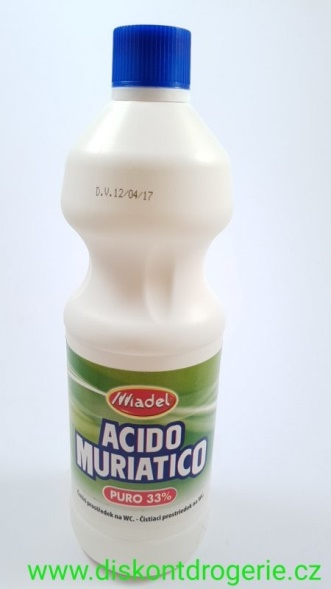 D.V.12/04/17
Madel
ACIDO
MURIATICO
PURO 33%
Čisticí prostředek na WC. - Čistiaci prostriedok na WC.
www.diskontdrogerie.cz